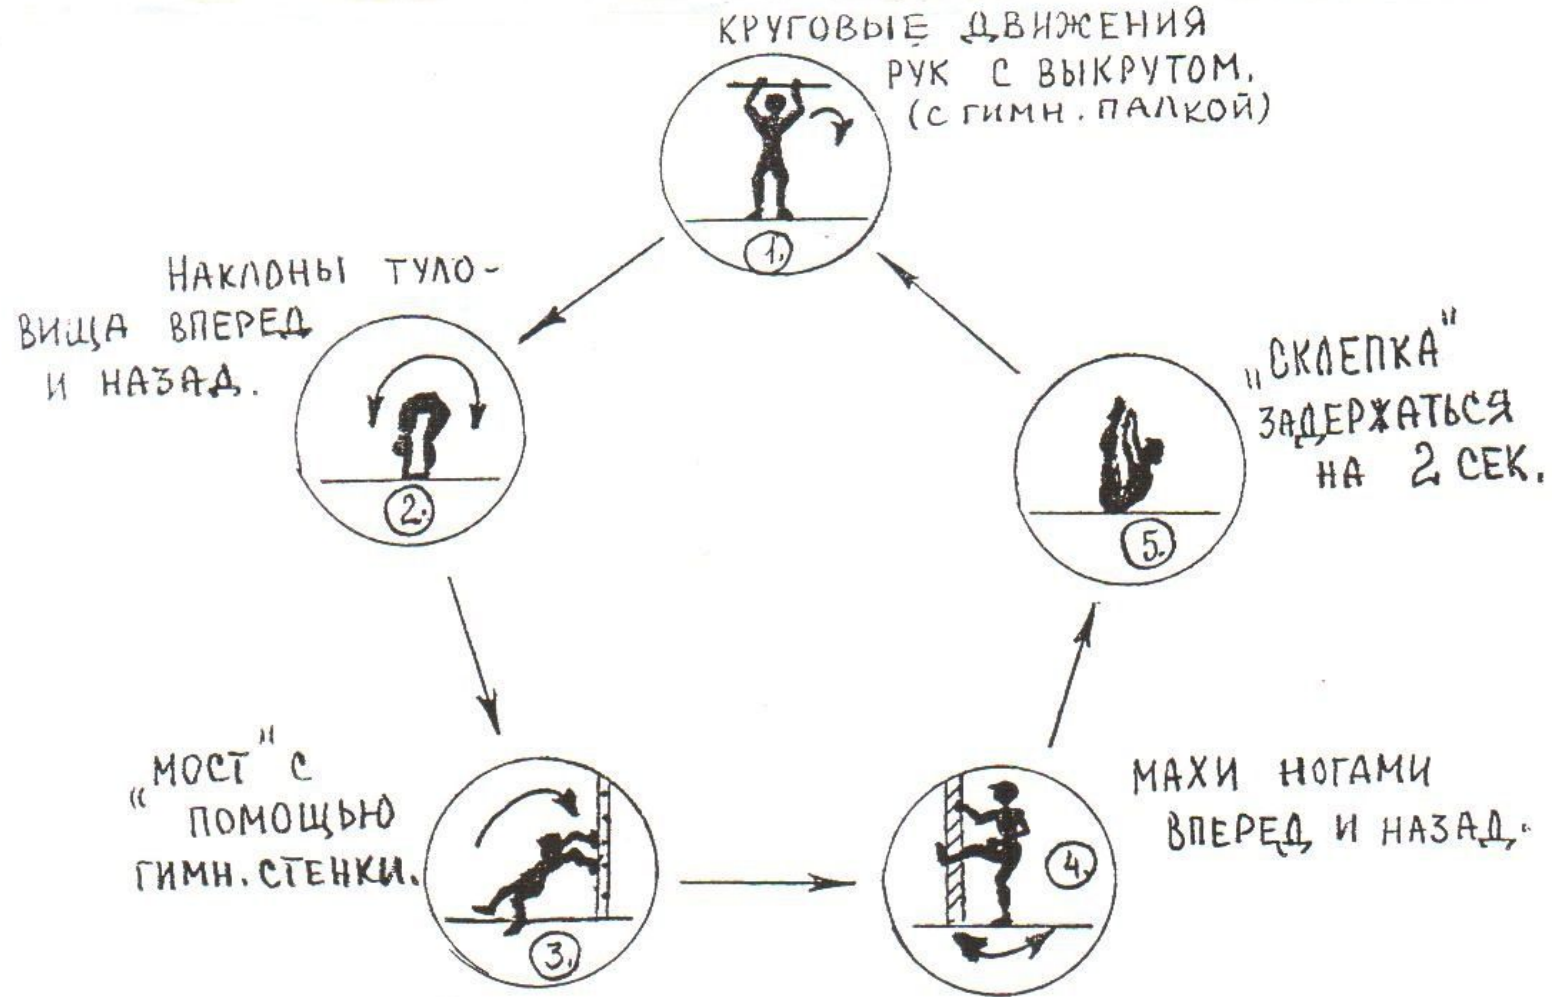 КРУГОВЫЕ ДВИЖЕНИЯ
РУК С ВЫКРУТОМ.
(С ГИМН. ПАЛКОЙ)
1.
НАКЛОНЫ ТУЛО-
ВИЩА ВПЕРЕД
И НАЗАД.
2.
„МОСТ" С
ПОМОЩЬЮ
ГИМН. СТЕНКИ.
3.
МАХИ НОГАМИ
ВПЕРЕД И НАЗАД.
4.
„СКЛЕПКА"
ЗАДЕРЖАТЬСЯ
НА 2 СЕК.
5.